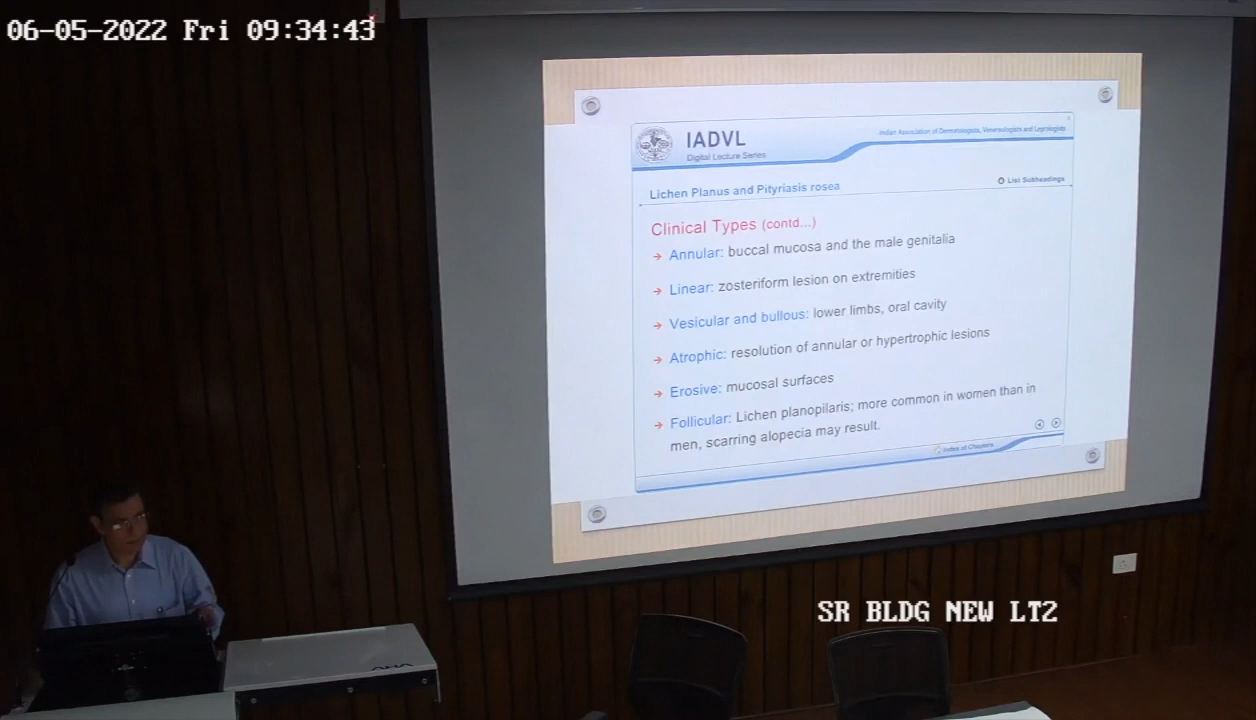 06-05-2022 Fri 09:34:43
IADVL
Digital Lecture Series
Indian Association of Dermatologists, Venereologists and Leprologists
Lichen Planus and Pityriasis rosea
List Subheadings
Clinical Types (contd...)
Annular: buccal mucosa and the male genitalia
Linear: zosteriform lesion on extremities
Vesicular and bullous: lower limbs, oral cavity
Atrophic: resolution of annular or hypertrophic lesions
Erosive: mucosal surfaces
Follicular: Lichen planopilaris; more common in women than in
men, scarring alopecia may result.
Index of Chapters
SR BLDG NEW LT2